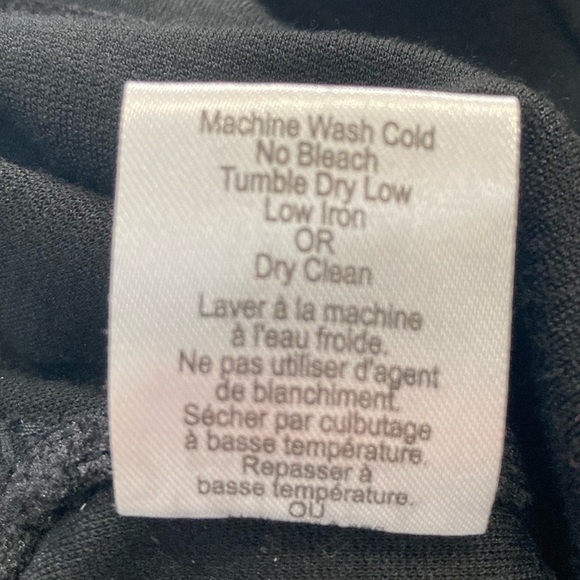 Machine Wash Cold
No Bleach
Tumble Dry Low
Low Iron
OR
Dry Clean
Laver à la machine
à l'eau froide.
Ne pas utiliser d'agent
de blanchiment.
Sécher par culbutage
à basse température.
Repasser à
basse température.
OU